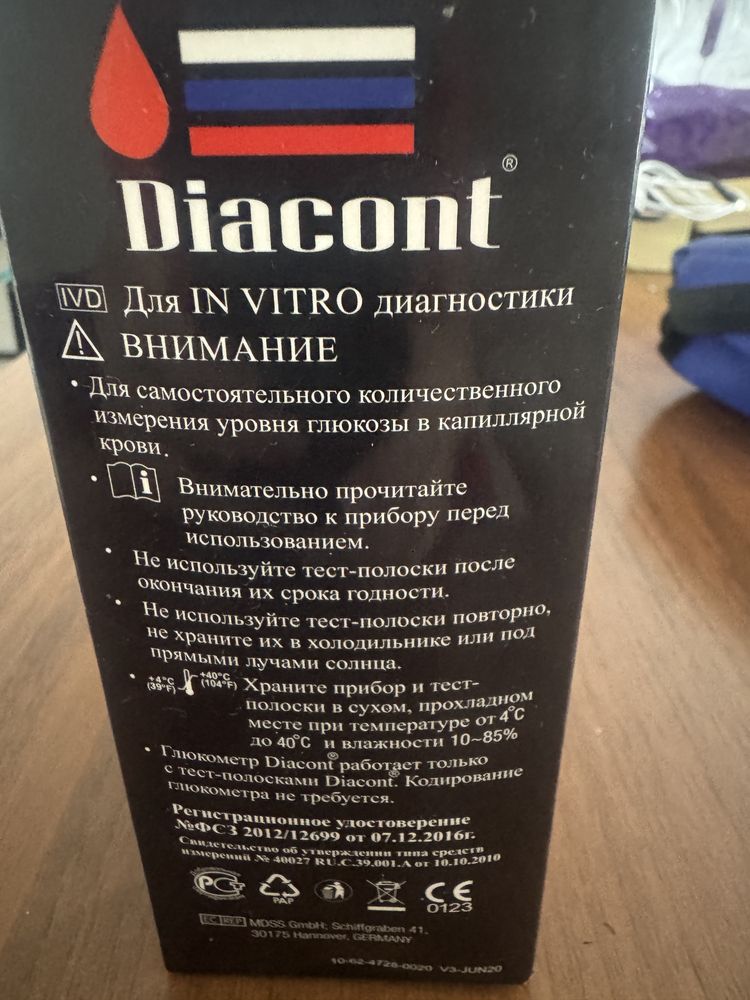 Diacont®
IVD Для IN VITRO диагностики
ВНИМАНИЕ
• Для самостоятельного количественного
измерения уровня глюкозы в капиллярной
крови.
• i Внимательно прочитайте
руководство к прибору перед
использованием.
• Не используйте тест-полоски после
окончания их срока годности.
• Не используйте тест-полоски повторно,
не храните их в холодильнике или под
прямыми лучами солнца.
• +4°C (39°F) +40°C (104°F) Храните прибор и тест-
полоски в сухом, прохладном
месте при температуре от 4°C
до 40°C и влажности 10~85%
• Глюкометр Diacont® работает только
с тест-полосками Diacont®. Кодирование
глюкометра не требуется.
Регистрационное удостоверение
№ФСЗ 2012/12699 от 07.12.2016г.
Свидетельство об утверждении типа средств
измерений № 40027 RU.C.39.001.A от 10.10.2010
РСТ PAP CE 0123
EC REP MDSS GmbH: Schiffgraben 41,
30175 Hannover, GERMANY
10-62-4728-0020 V3-JUN20